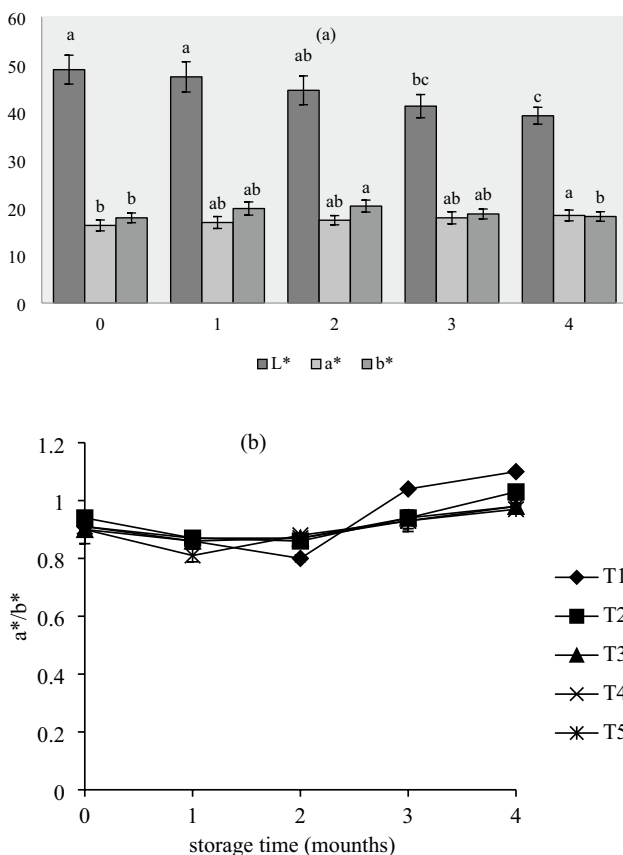 60
(a)
a
a
ab
50
bc
c
40
30
b
b
ab
ab
ab
a
ab
ab
a
b
20
10
0
0 1 2 3 4
L* a* b*
(b)
1.2
1
0.8
0.6
0.4
0.2
0
a*/b*
0 1 2 3 4
storage time (mounths)
T1
T2
T3
T4
T5